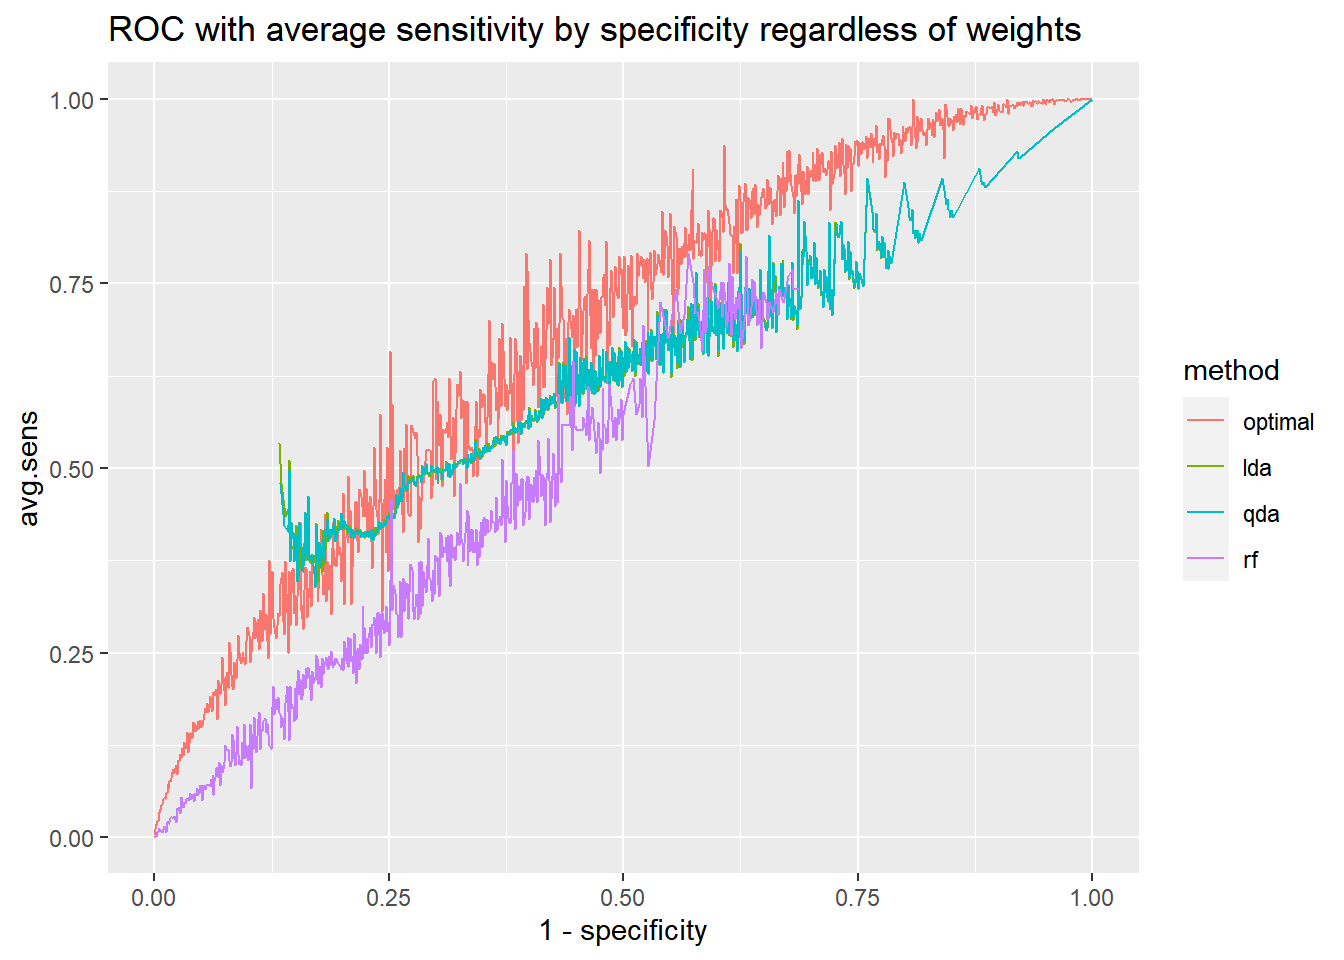 ROC with average sensitivity by specificity regardless of weights
avg.sens
1.00
0.75
0.50
0.25
0.00
0.00 0.25 0.50 0.75 1.00
1 - specificity
method
optimal
lda
qda
rf